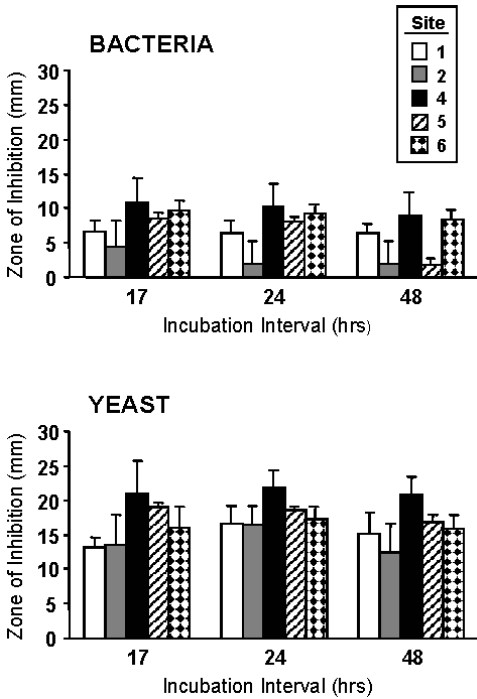 BACTERIA
Site
1
2
4
5
6
Zone of Inhibition (mm)
30
25
20
15
10
5
0
17 24 48
Incubation Interval (hrs)
YEAST
Zone of Inhibition (mm)
30
25
20
15
10
5
0
17 24 48
Incubation Interval (hrs)